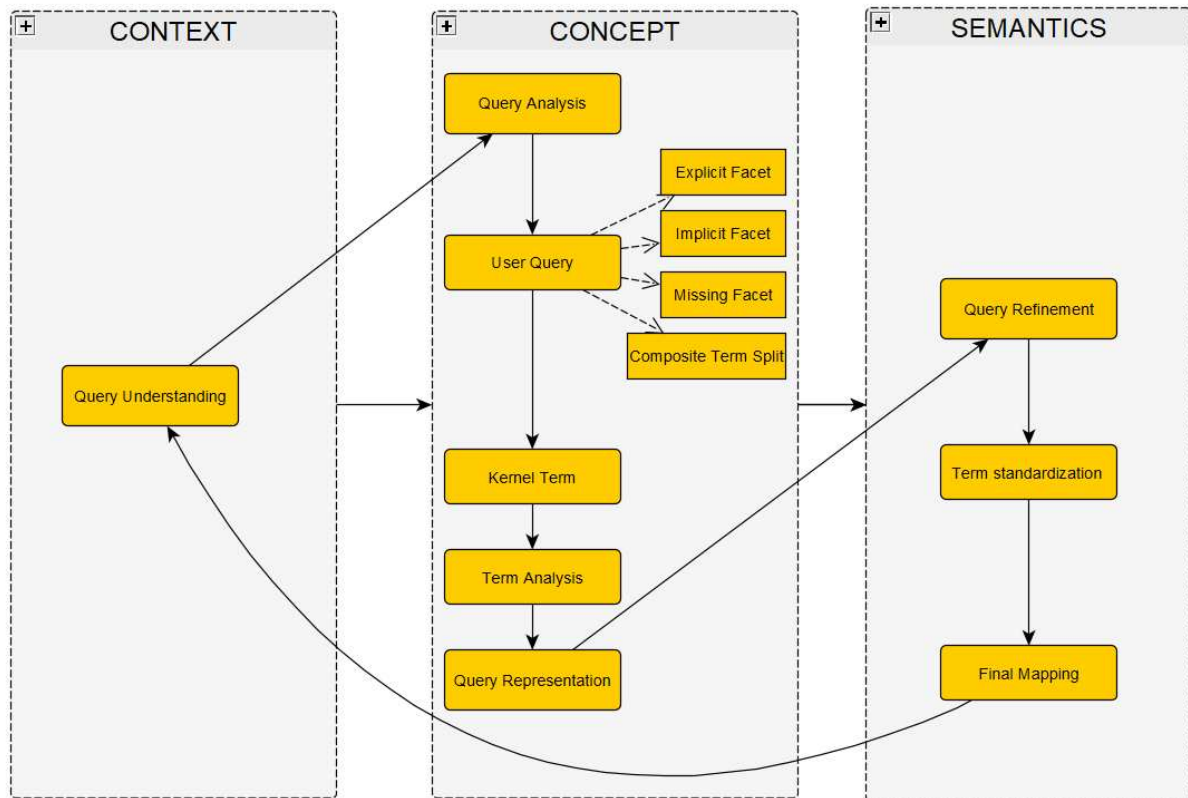 CONTEXT
Query Understanding
CONCEPT
Query Analysis
User Query
Explicit Facet
Implicit Facet
Missing Facet
Composite Term Split
Kernel Term
Term Analysis
Query Representation
SEMANTICS
Query Refinement
Term standardization
Final Mapping